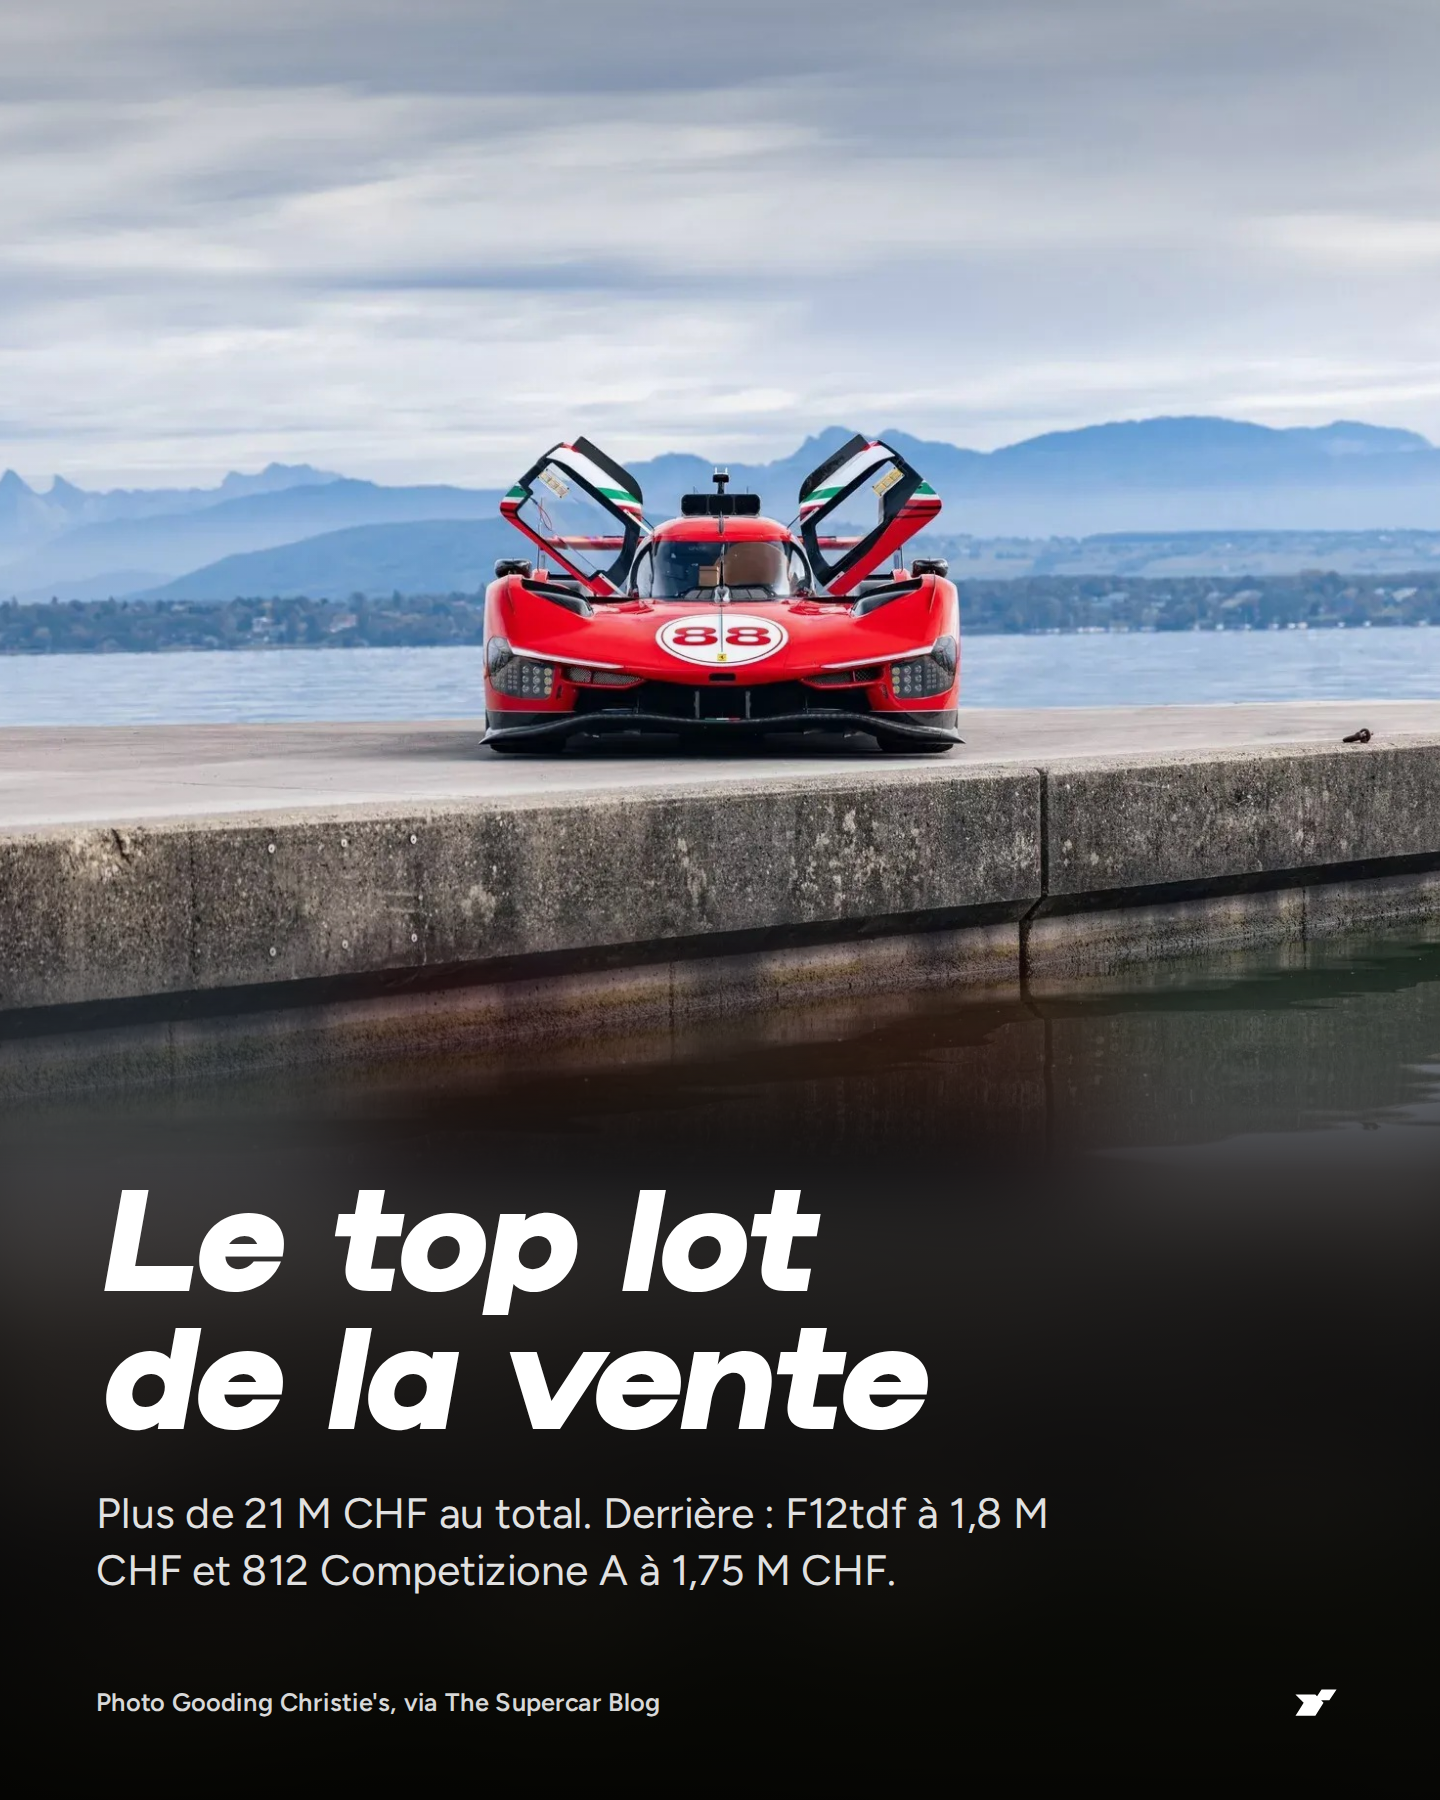 88
Le top lot
de la vente
Plus de 21 M CHF au total. Derrière : F12tdf à 1,8 M
CHF et 812 Competizione A à 1,75 M CHF.
Photo Gooding Christie's, via The Supercar Blog